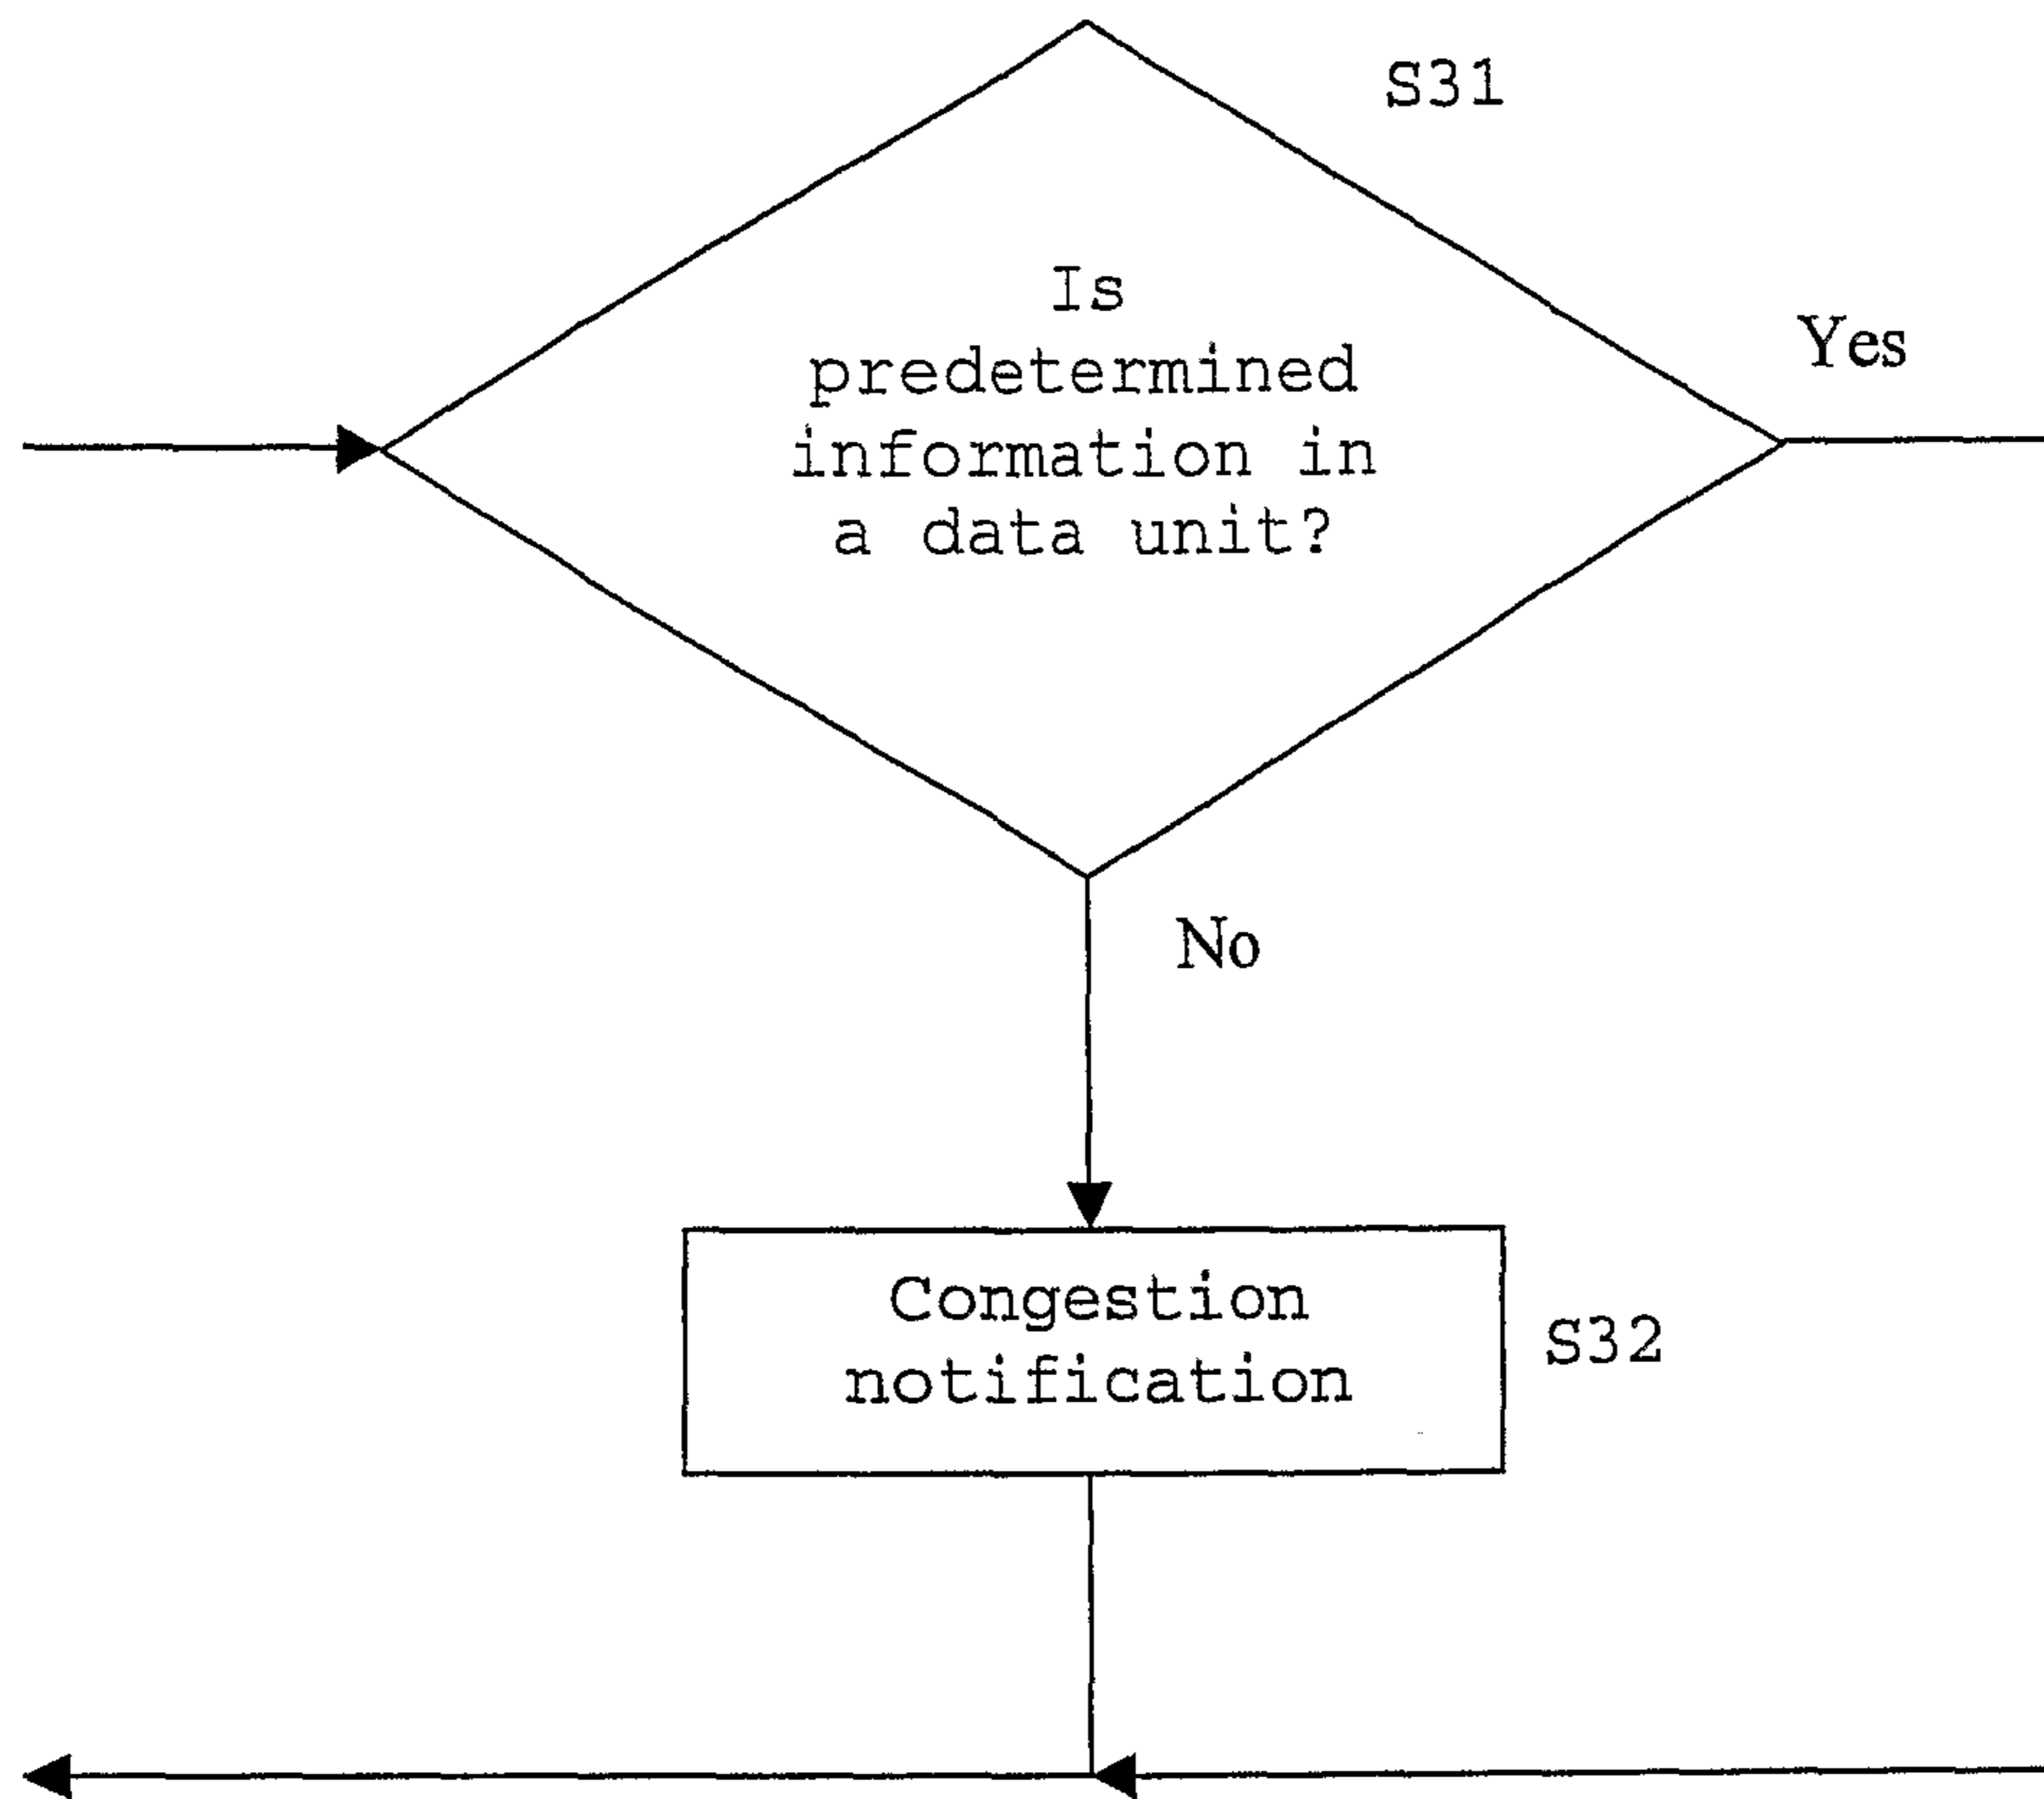 S31
Is
predetermined
information in
a data unit?
Yes
No
Congestion
notification
S32